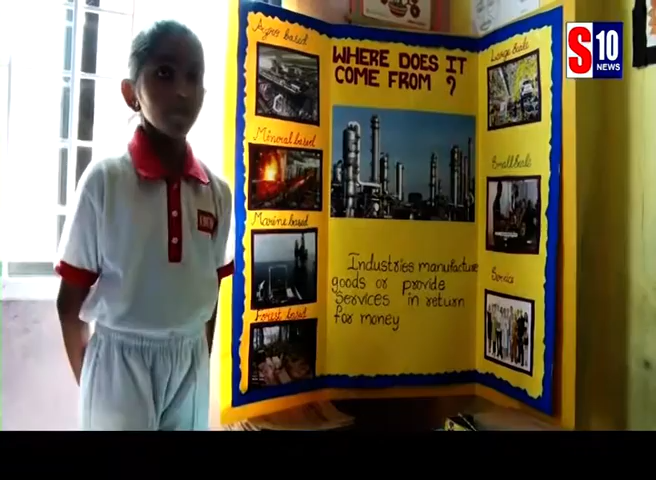 Agro based
Mineral based
Marine based
Forest based
WHERE DOES IT
COME FROM ?
Industries manufacture
goods or provide
services in return
for money
Large Scale
Small Scale
Service
S10
NEWS